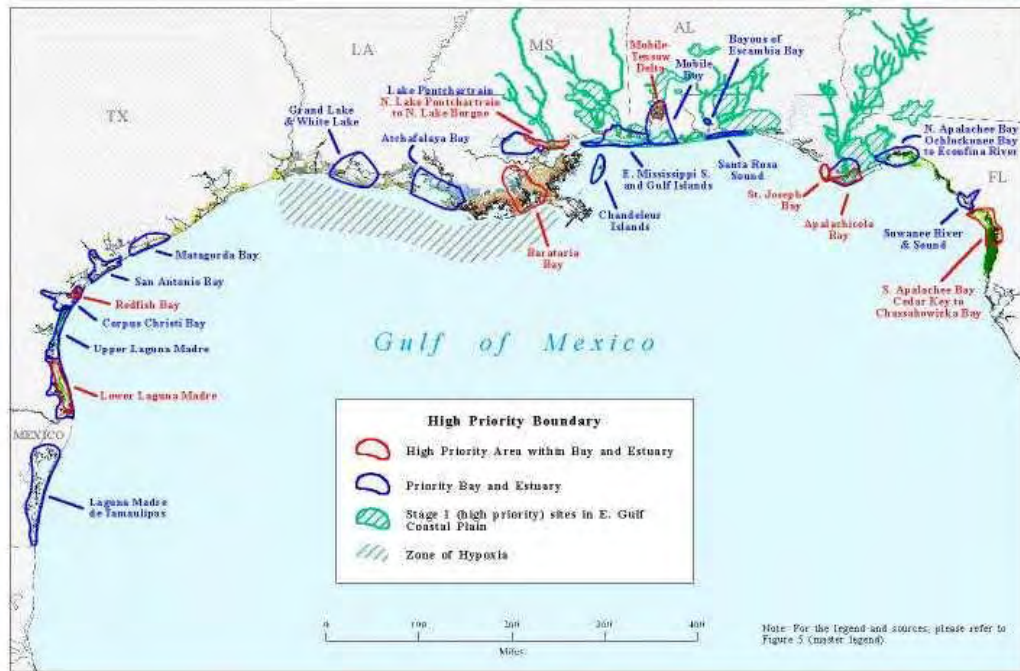 LA
MS
AL
TX
FL
MEXICO
Grand Lake
& White Lake
Atchafalaya Bay
Lake Pontchartrain
N. Lake Pontchartrain
to N. Lake Borgne
Mobile-
Tensaw
Delta
Mobile
Bay
Bayous of
Escambia Bay
E. Mississippi S.
and Gulf Islands
Santa Rosa
Sound
Chandeleur
Islands
Barataria
Bay
St. Joseph
Bay
Apalachicola
Bay
N. Apalachee Bay
Ochlockonee Bay
to Econfina River
Suwanee River
& Sound
S. Apalachee Bay
Cedar Key to
Chassahowizka Bay
Matagorda Bay
San Antonio Bay
Redfish Bay
Corpus Christi Bay
Upper Laguna Madre
Lower Laguna Madre
Laguna Madre
de Tamaulipas
Gulf of Mexico
High Priority Boundary
High Priority Area within Bay and Estuary
Priority Bay and Estuary
Stage I (high priority) sites in E. Gulf
Coastal Plain
Zone of Hypoxia
0 100 200 300 400
Miles
Note: For the legend and sources, please refer to
Figure 5 (master legend).